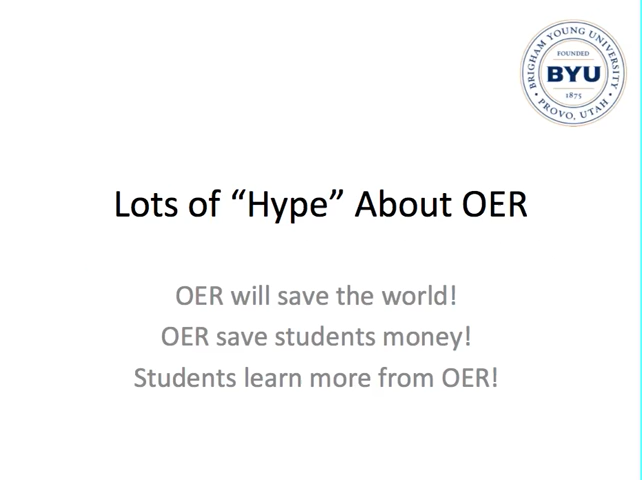 BRIGHAM YOUNG UNIVERSITY
FOUNDED
BYU
1875
PROVO, UTAH
Lots of “Hype” About OER
OER will save the world!
OER save students money!
Students learn more from OER!